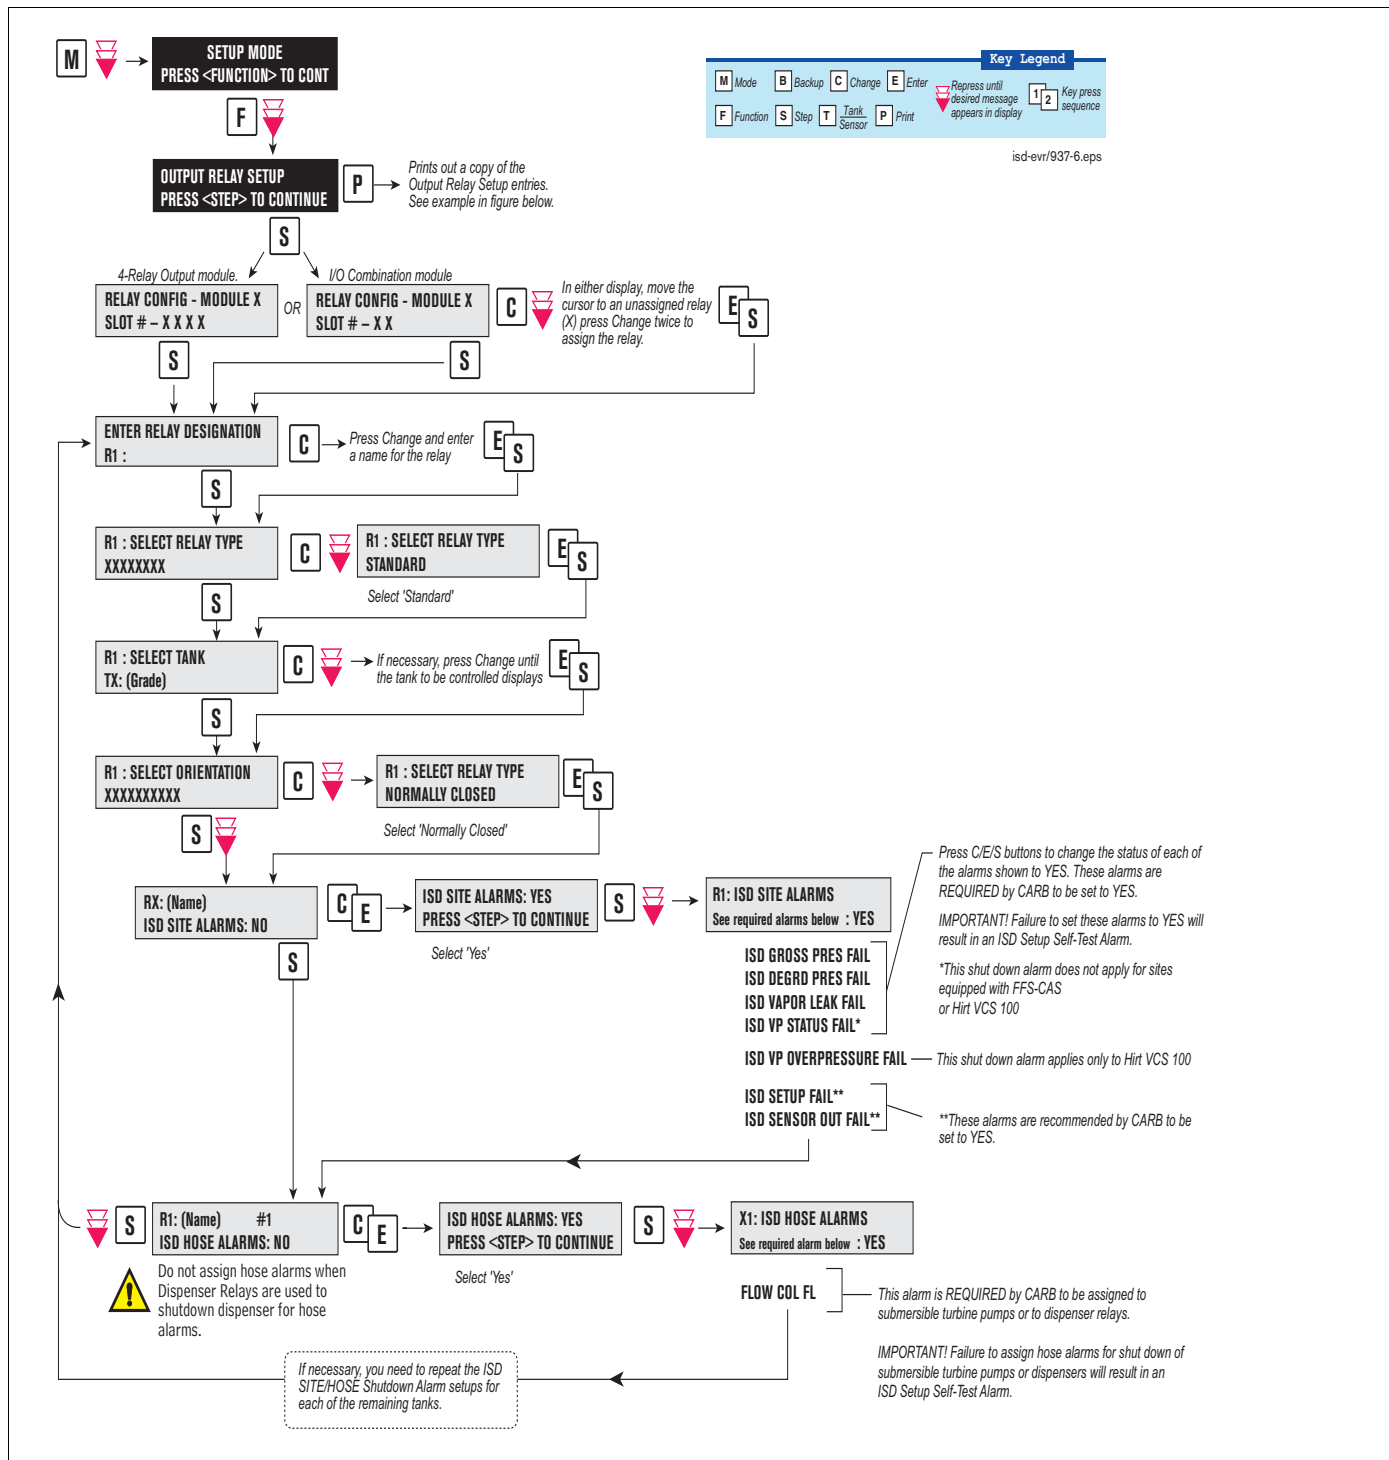 M
SETUP MODE
PRESS <FUNCTION> TO CONT
Key Legend
M Mode B Backup C Change E Enter
F Function S Step T Tank Sensor P Print
Repress until
desired message
appears in display
1 2
Key press
sequence
isd-evr/937-6.eps
F
OUTPUT RELAY SETUP
PRESS <STEP> TO CONTINUE
P
Prints out a copy of the
Output Relay Setup entries.
See example in figure below.
S
4-Relay Output module.
I/O Combination module
RELAY CONFIG - MODULE X
SLOT # – X X X X
OR
RELAY CONFIG - MODULE X
SLOT # – X X
C
In either display, move the
cursor to an unassigned relay
(X) press Change twice to
assign the relay.
E
S
S
S
ENTER RELAY DESIGNATION
R1 :
C
Press Change and enter
a name for the relay
E
S
S
R1 : SELECT RELAY TYPE
XXXXXXXX
C
R1 : SELECT RELAY TYPE
STANDARD
E
S
Select 'Standard'
S
R1 : SELECT TANK
TX: (Grade)
C
If necessary, press Change until
the tank to be controlled displays
E
S
S
R1 : SELECT ORIENTATION
XXXXXXXXXX
C
R1 : SELECT RELAY TYPE
NORMALLY CLOSED
E
S
Select 'Normally Closed'
S
RX: (Name)
ISD SITE ALARMS: NO
C
E
ISD SITE ALARMS: YES
PRESS <STEP> TO CONTINUE
Select 'Yes'
S
R1: ISD SITE ALARMS
See required alarms below : YES
Press C/E/S buttons to change the status of each of
the alarms shown to YES. These alarms are
REQUIRED by CARB to be set to YES.
IMPORTANT! Failure to set these alarms to YES will
result in an ISD Setup Self-Test Alarm.
*This shut down alarm does not apply for sites
equipped with FFS-CAS
or Hirt VCS 100
S
ISD GROSS PRES FAIL
ISD DEGRD PRES FAIL
ISD VAPOR LEAK FAIL
ISD VP STATUS FAIL*
ISD VP OVERPRESSURE FAIL
This shut down alarm applies only to Hirt VCS 100
ISD SETUP FAIL**
ISD SENSOR OUT FAIL**
**These alarms are recommended by CARB to be
set to YES.
S
R1: (Name) #1
ISD HOSE ALARMS: NO
C
E
ISD HOSE ALARMS: YES
PRESS <STEP> TO CONTINUE
Select 'Yes'
S
X1: ISD HOSE ALARMS
See required alarm below : YES
! Do not assign hose alarms when
Dispenser Relays are used to
shutdown dispenser for hose
alarms.
FLOW COL FL
This alarm is REQUIRED by CARB to be assigned to
submersible turbine pumps or to dispenser relays.
IMPORTANT! Failure to assign hose alarms for shut down of
submersible turbine pumps or dispensers will result in an
ISD Setup Self-Test Alarm.
If necessary, you need to repeat the ISD
SITE/HOSE Shutdown Alarm setups for
each of the remaining tanks.